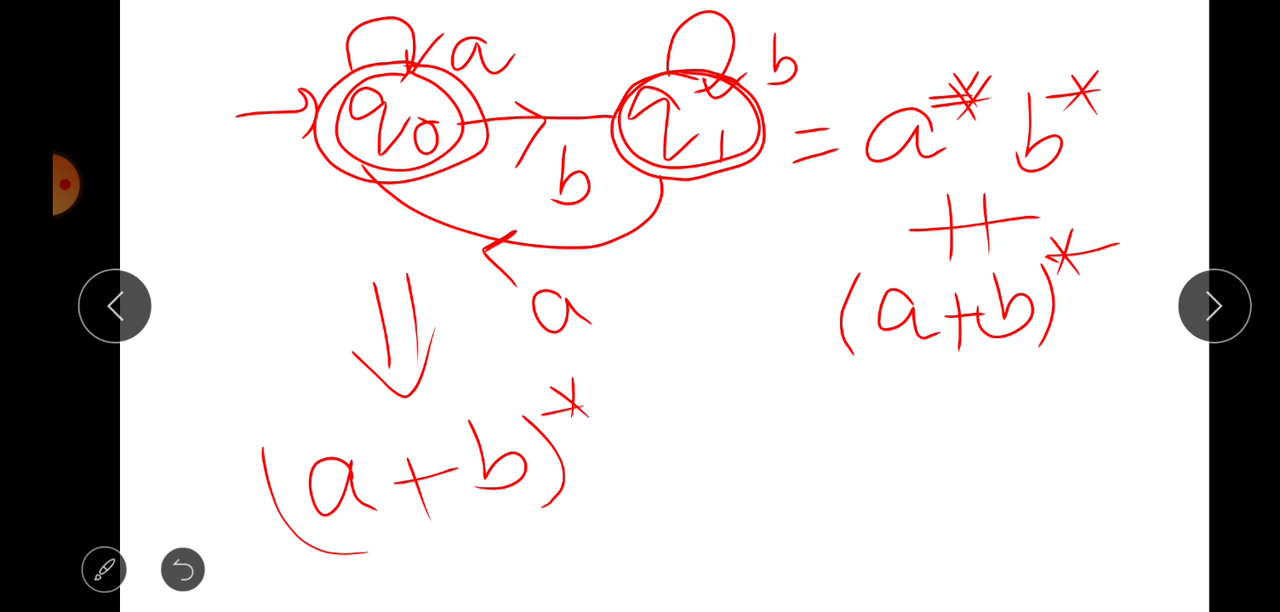 a b
q0 q1 = a* b*
b
≠
a (a+b)*
(a+b)*